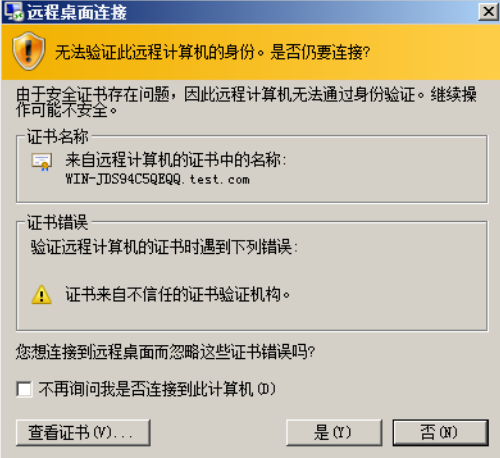 远程桌面连接
无法验证此远程计算机的身份。是否仍要连接?
由于安全证书存在问题，因此远程计算机无法通过身份验证。继续操
作可能不安全。
证书名称
来自远程计算机的证书中的名称:
WIN-JDS94C5QEQQ.test.com
证书错误
验证远程计算机的证书时遇到下列错误:
证书来自不信任的证书验证机构。
您想连接到远程桌面而忽略这些证书错误吗?
不再询问我是否连接到此计算机(D)
查看证书(V)...
是(Y)
否(N)